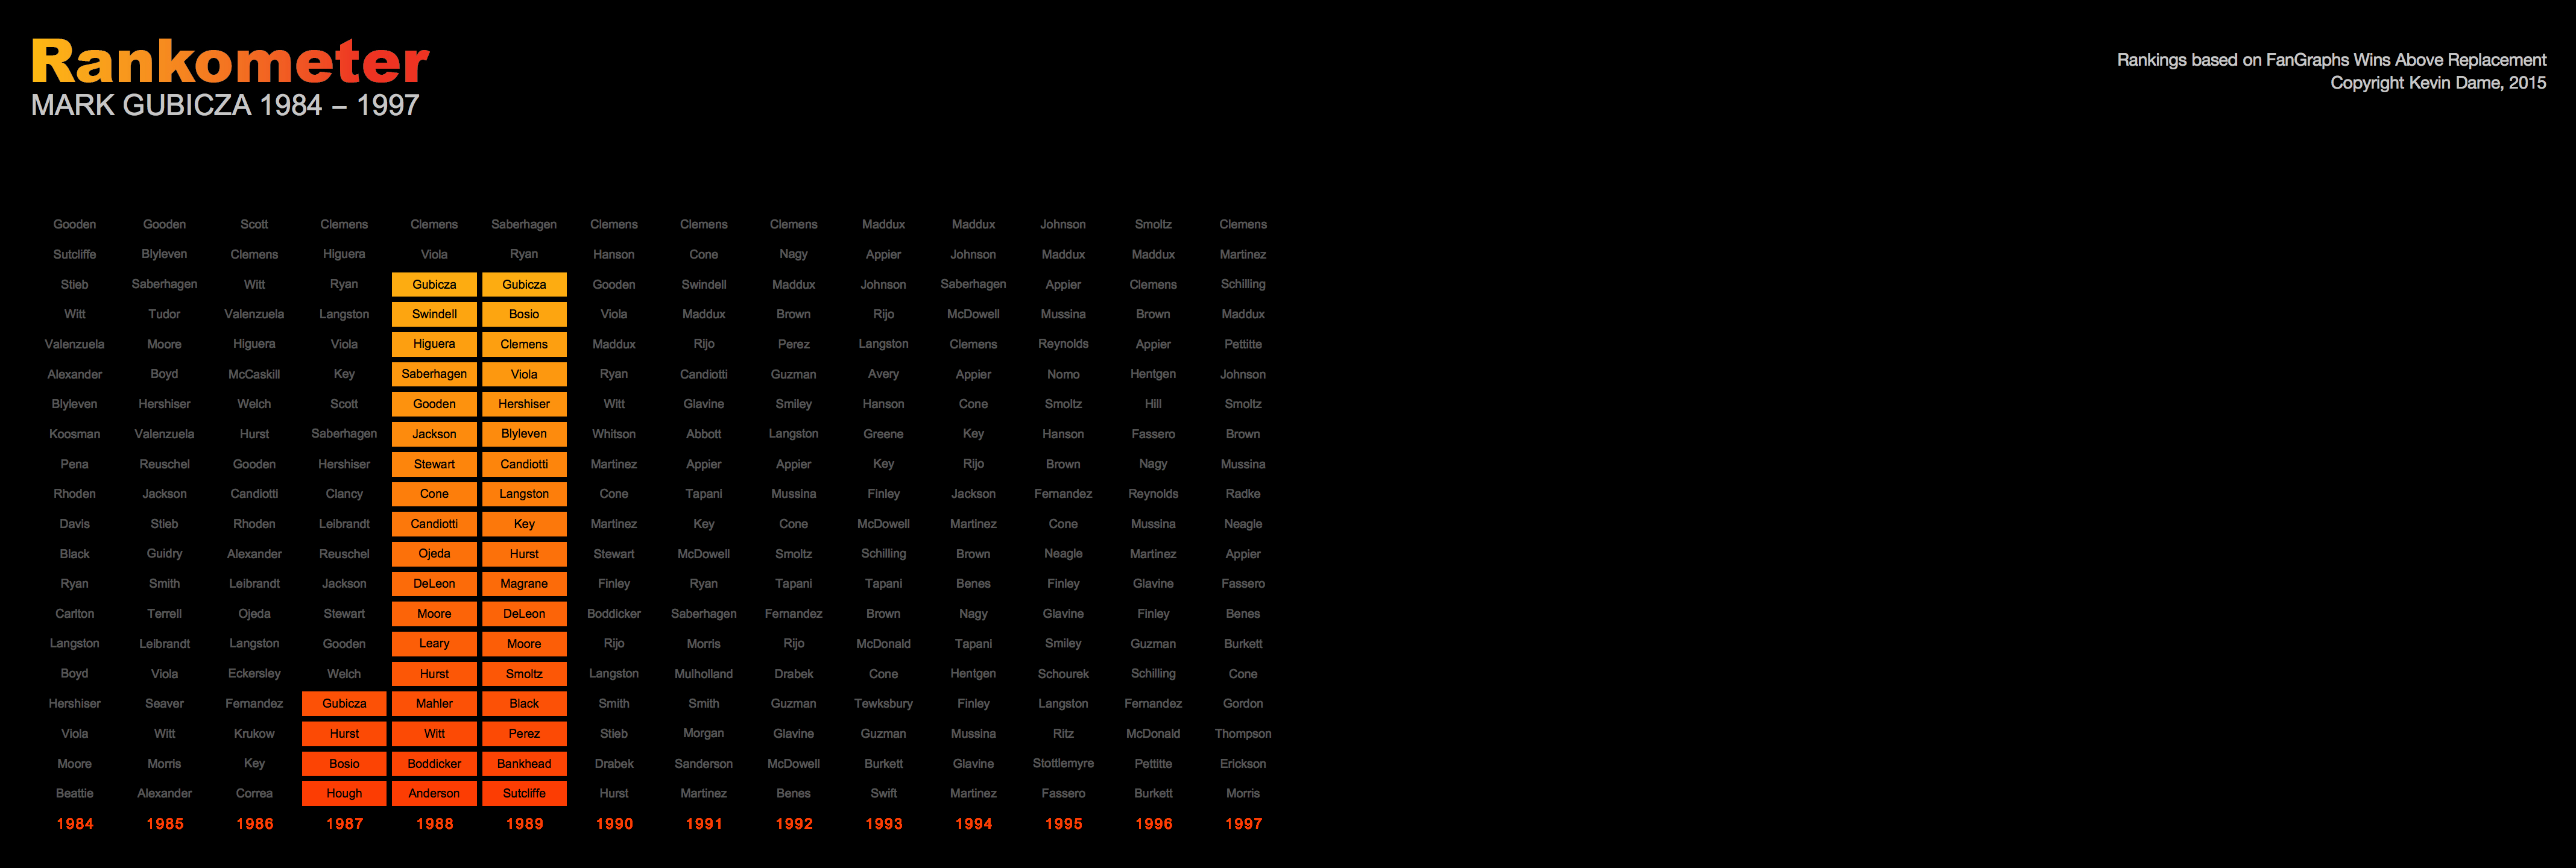 Rankometer
MARK GUBICZA 1984 – 1997
Rankings based on FanGraphs Wins Above Replacement
Copyright Kevin Dame, 2015
Gooden Gooden Scott Clemens Clemens Saberhagen Clemens Clemens Clemens Maddux Maddux Johnson Smoltz Clemens
Sutcliffe Blyleven Clemens Higuera Viola Ryan Hanson Cone Nagy Appier Johnson Maddux Maddux Martinez
Stieb Saberhagen Witt Ryan Gubicza Gubicza Gooden Swindell Maddux Johnson Saberhagen Appier Clemens Schilling
Witt Tudor Valenzuela Langston Swindell Bosio Viola Maddux Brown Rijo McDowell Mussina Brown Maddux
Valenzuela Moore Higuera Viola Higuera Clemens Maddux Rijo Perez Langston Clemens Reynolds Appier Pettitte
Alexander Boyd McCaskill Key Saberhagen Viola Ryan Candiotti Guzman Avery Appier Nomo Hentgen Johnson
Blyleven Hershiser Welch Scott Gooden Hershiser Witt Glavine Smiley Hanson Cone Smoltz Hill Smoltz
Koosman Valenzuela Hurst Saberhagen Jackson Blyleven Whitson Abbott Langston Greene Key Hanson Fassero Brown
Pena Reuschel Gooden Hershiser Stewart Candiotti Martinez Appier Appier Key Rijo Brown Nagy Mussina
Rhoden Jackson Candiotti Clancy Cone Langston Cone Tapani Mussina Finley Jackson Fernandez Reynolds Radke
Davis Stieb Rhoden Leibrandt Candiotti Key Martinez Key Cone McDowell Martinez Cone Mussina Neagle
Black Guidry Alexander Reuschel Ojeda Hurst Stewart McDowell Smoltz Schilling Brown Neagle Martinez Appier
Ryan Smith Leibrandt Jackson DeLeon Magrane Finley Ryan Tapani Tapani Benes Finley Glavine Fassero
Carlton Terrell Ojeda Stewart Moore DeLeon Boddicker Saberhagen Fernandez Brown Nagy Glavine Finley Benes
Langston Leibrandt Langston Gooden Leary Moore Rijo Morris Rijo McDonald Tapani Smiley Guzman Burkett
Boyd Viola Eckersley Welch Hurst Smoltz Langston Mulholland Drabek Cone Hentgen Schourek Schilling Cone
Hershiser Seaver Fernandez Gubicza Mahler Black Smith Smith Guzman Tewksbury Finley Langston Fernandez Gordon
Viola Witt Krukow Hurst Witt Perez Stieb Morgan Glavine Guzman Mussina Ritz McDonald Thompson
Moore Morris Key Bosio Boddicker Bankhead Drabek Sanderson McDowell Burkett Glavine Stottlemyre Pettitte Erickson
Beattie Alexander Correa Hough Anderson Sutcliffe Hurst Martinez Benes Swift Martinez Fassero Burkett Morris
1984 1985 1986 1987 1988 1989 1990 1991 1992 1993 1994 1995 1996 1997